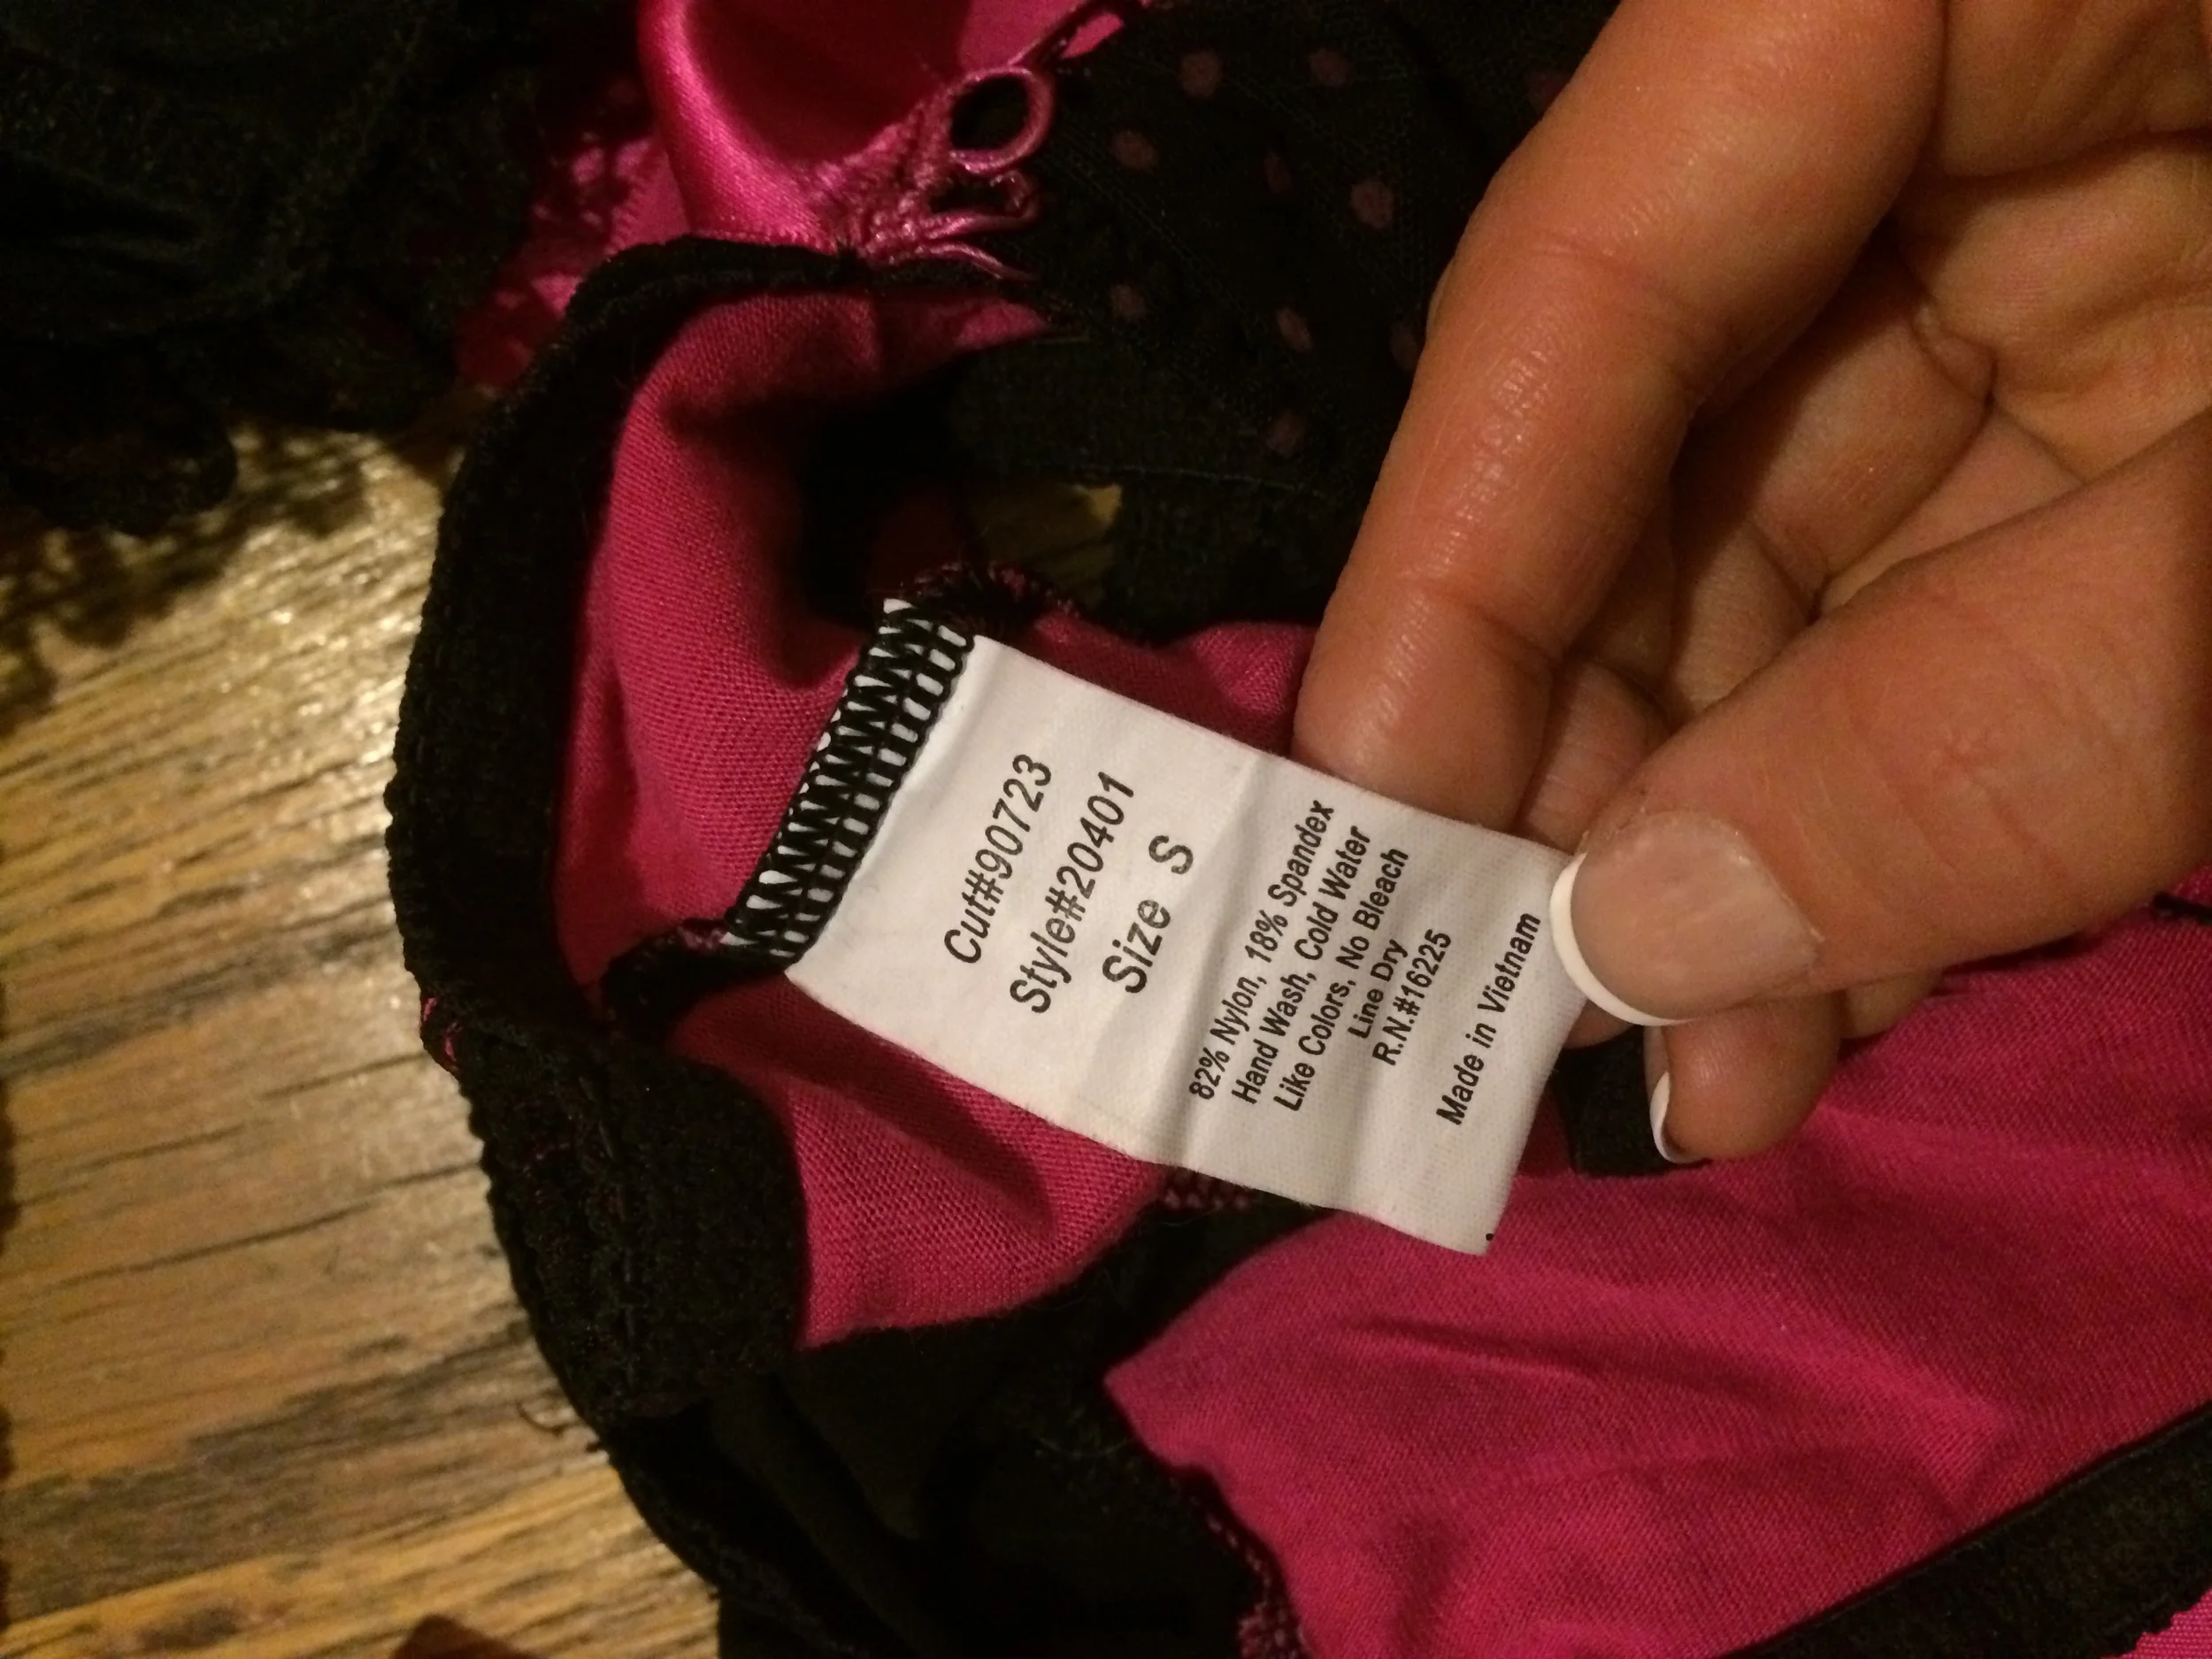 Cut#90723
Style#20401
Size S
82% Nylon, 18% Spandex
Hand Wash, Cold Water
Like Colors, No Bleach
Line Dry
R.N.#16225
Made in Vietnam